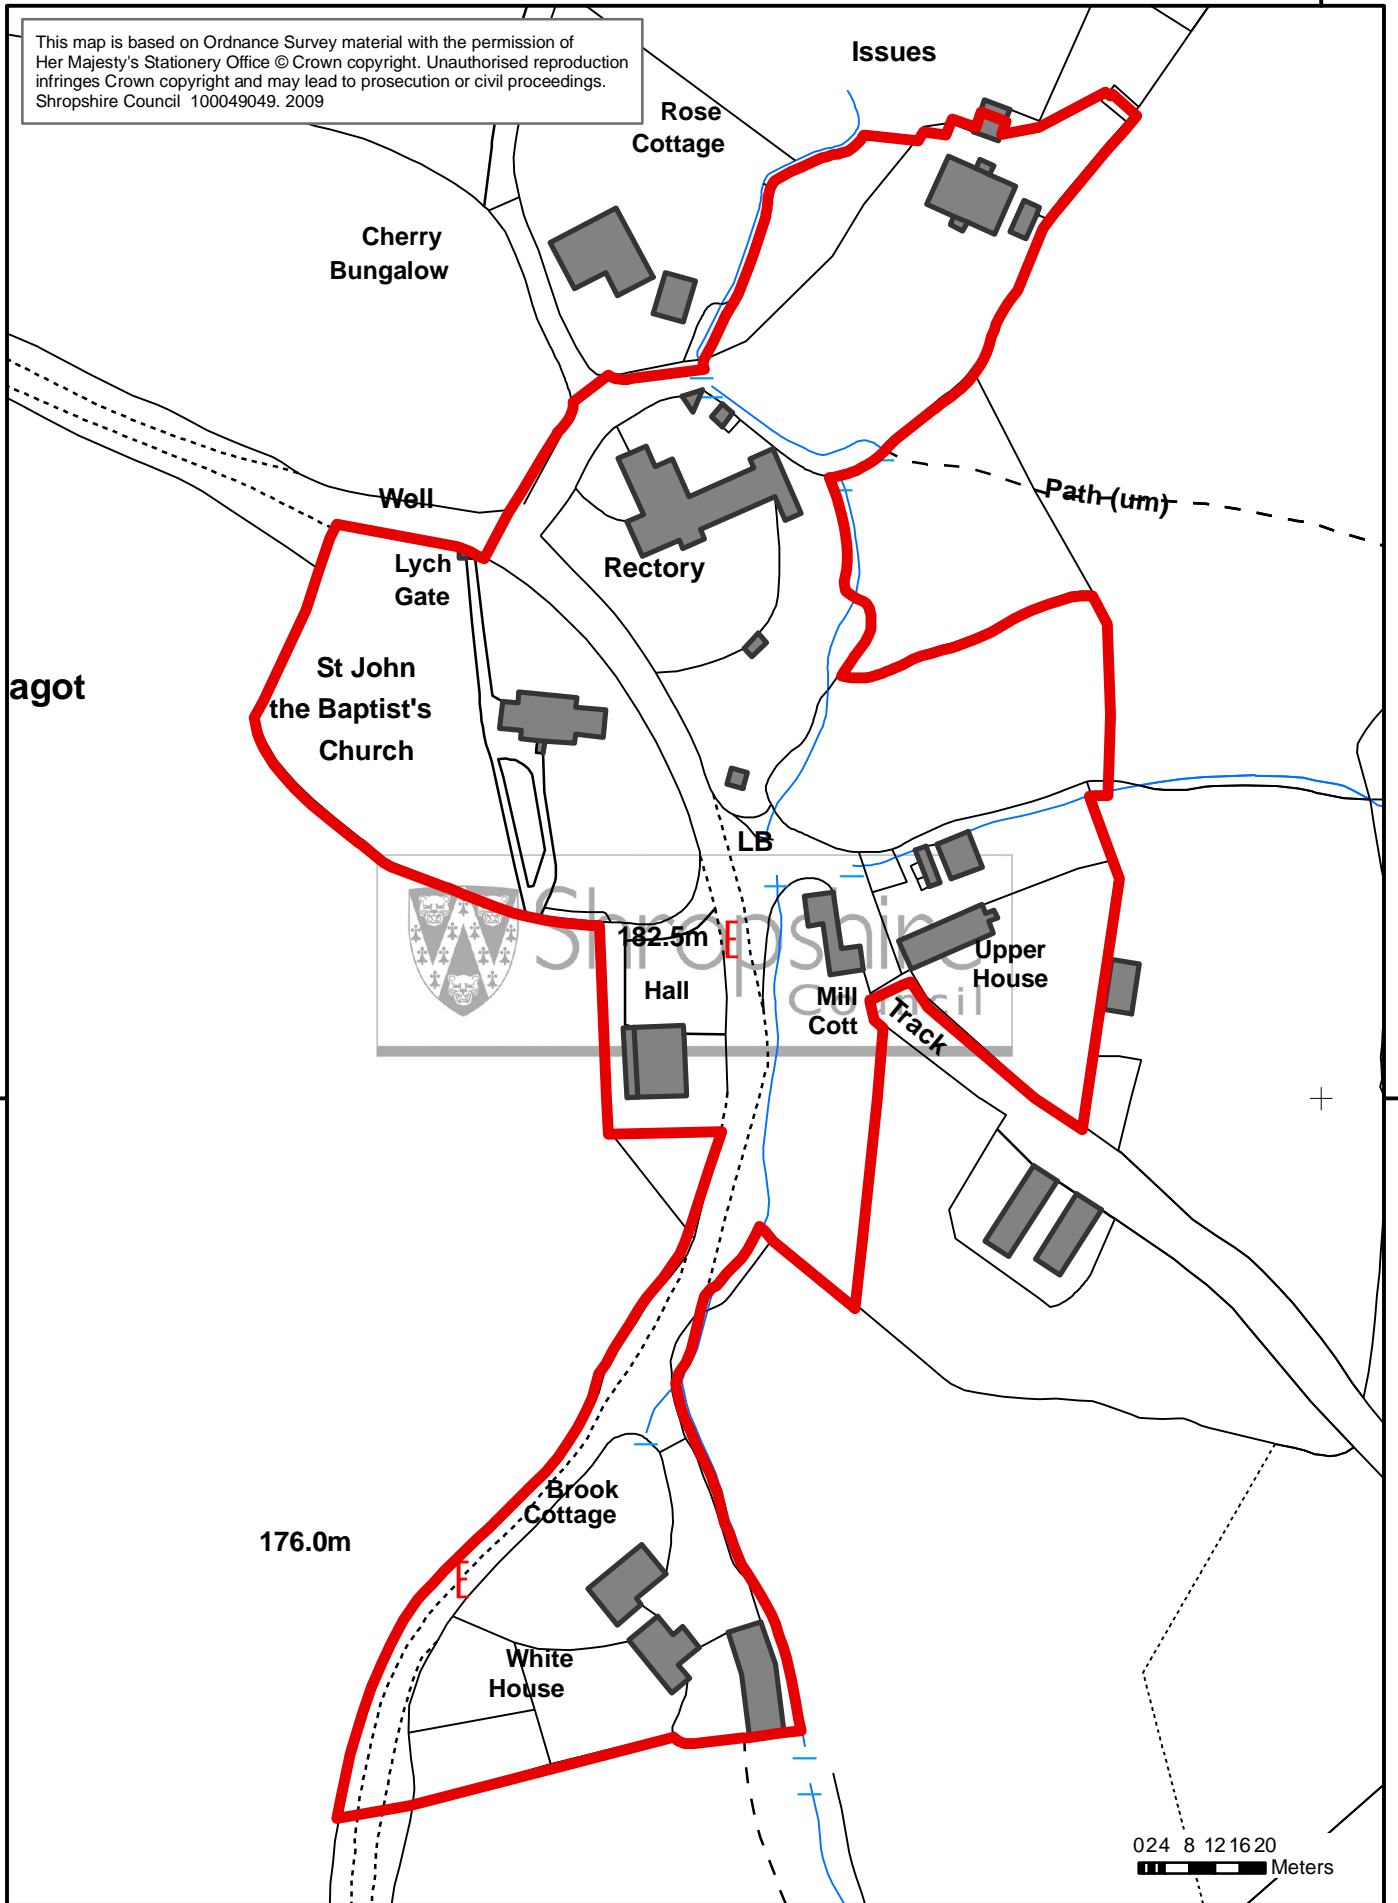 This map is based on Ordnance Survey material with the permission of
Her Majesty's Stationery Office © Crown copyright. Unauthorised reproduction
infringes Crown copyright and may lead to prosecution or civil proceedings.
Shropshire Council 100049049. 2009
Issues
Rose
Cottage
Cherry
Bungalow
Well
Path (um)
Lych
Gate
Rectory
St John
the Baptist's
Church
agot
LB
Shropshire
Council
182.5m
Hall
Mill
Cott
Upper
House
Track
Brook
Cottage
176.0m
White
House
0 2 4 8 12 16 20
Meters